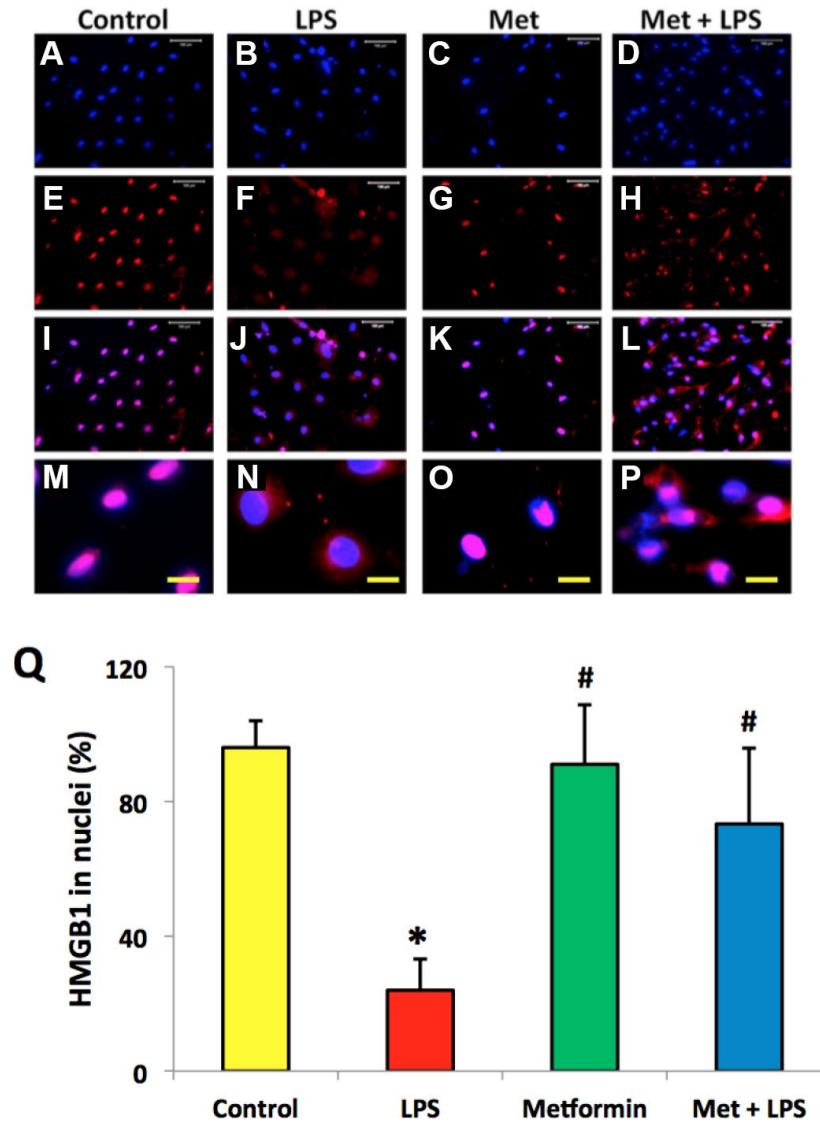 Control LPS Met Met + LPS
A B C D
E F G H
I J K L
M N O P
Q
120
80
40
0
HMGB1 in nuclei (%)
* # #
Control LPS Metformin Met + LPS